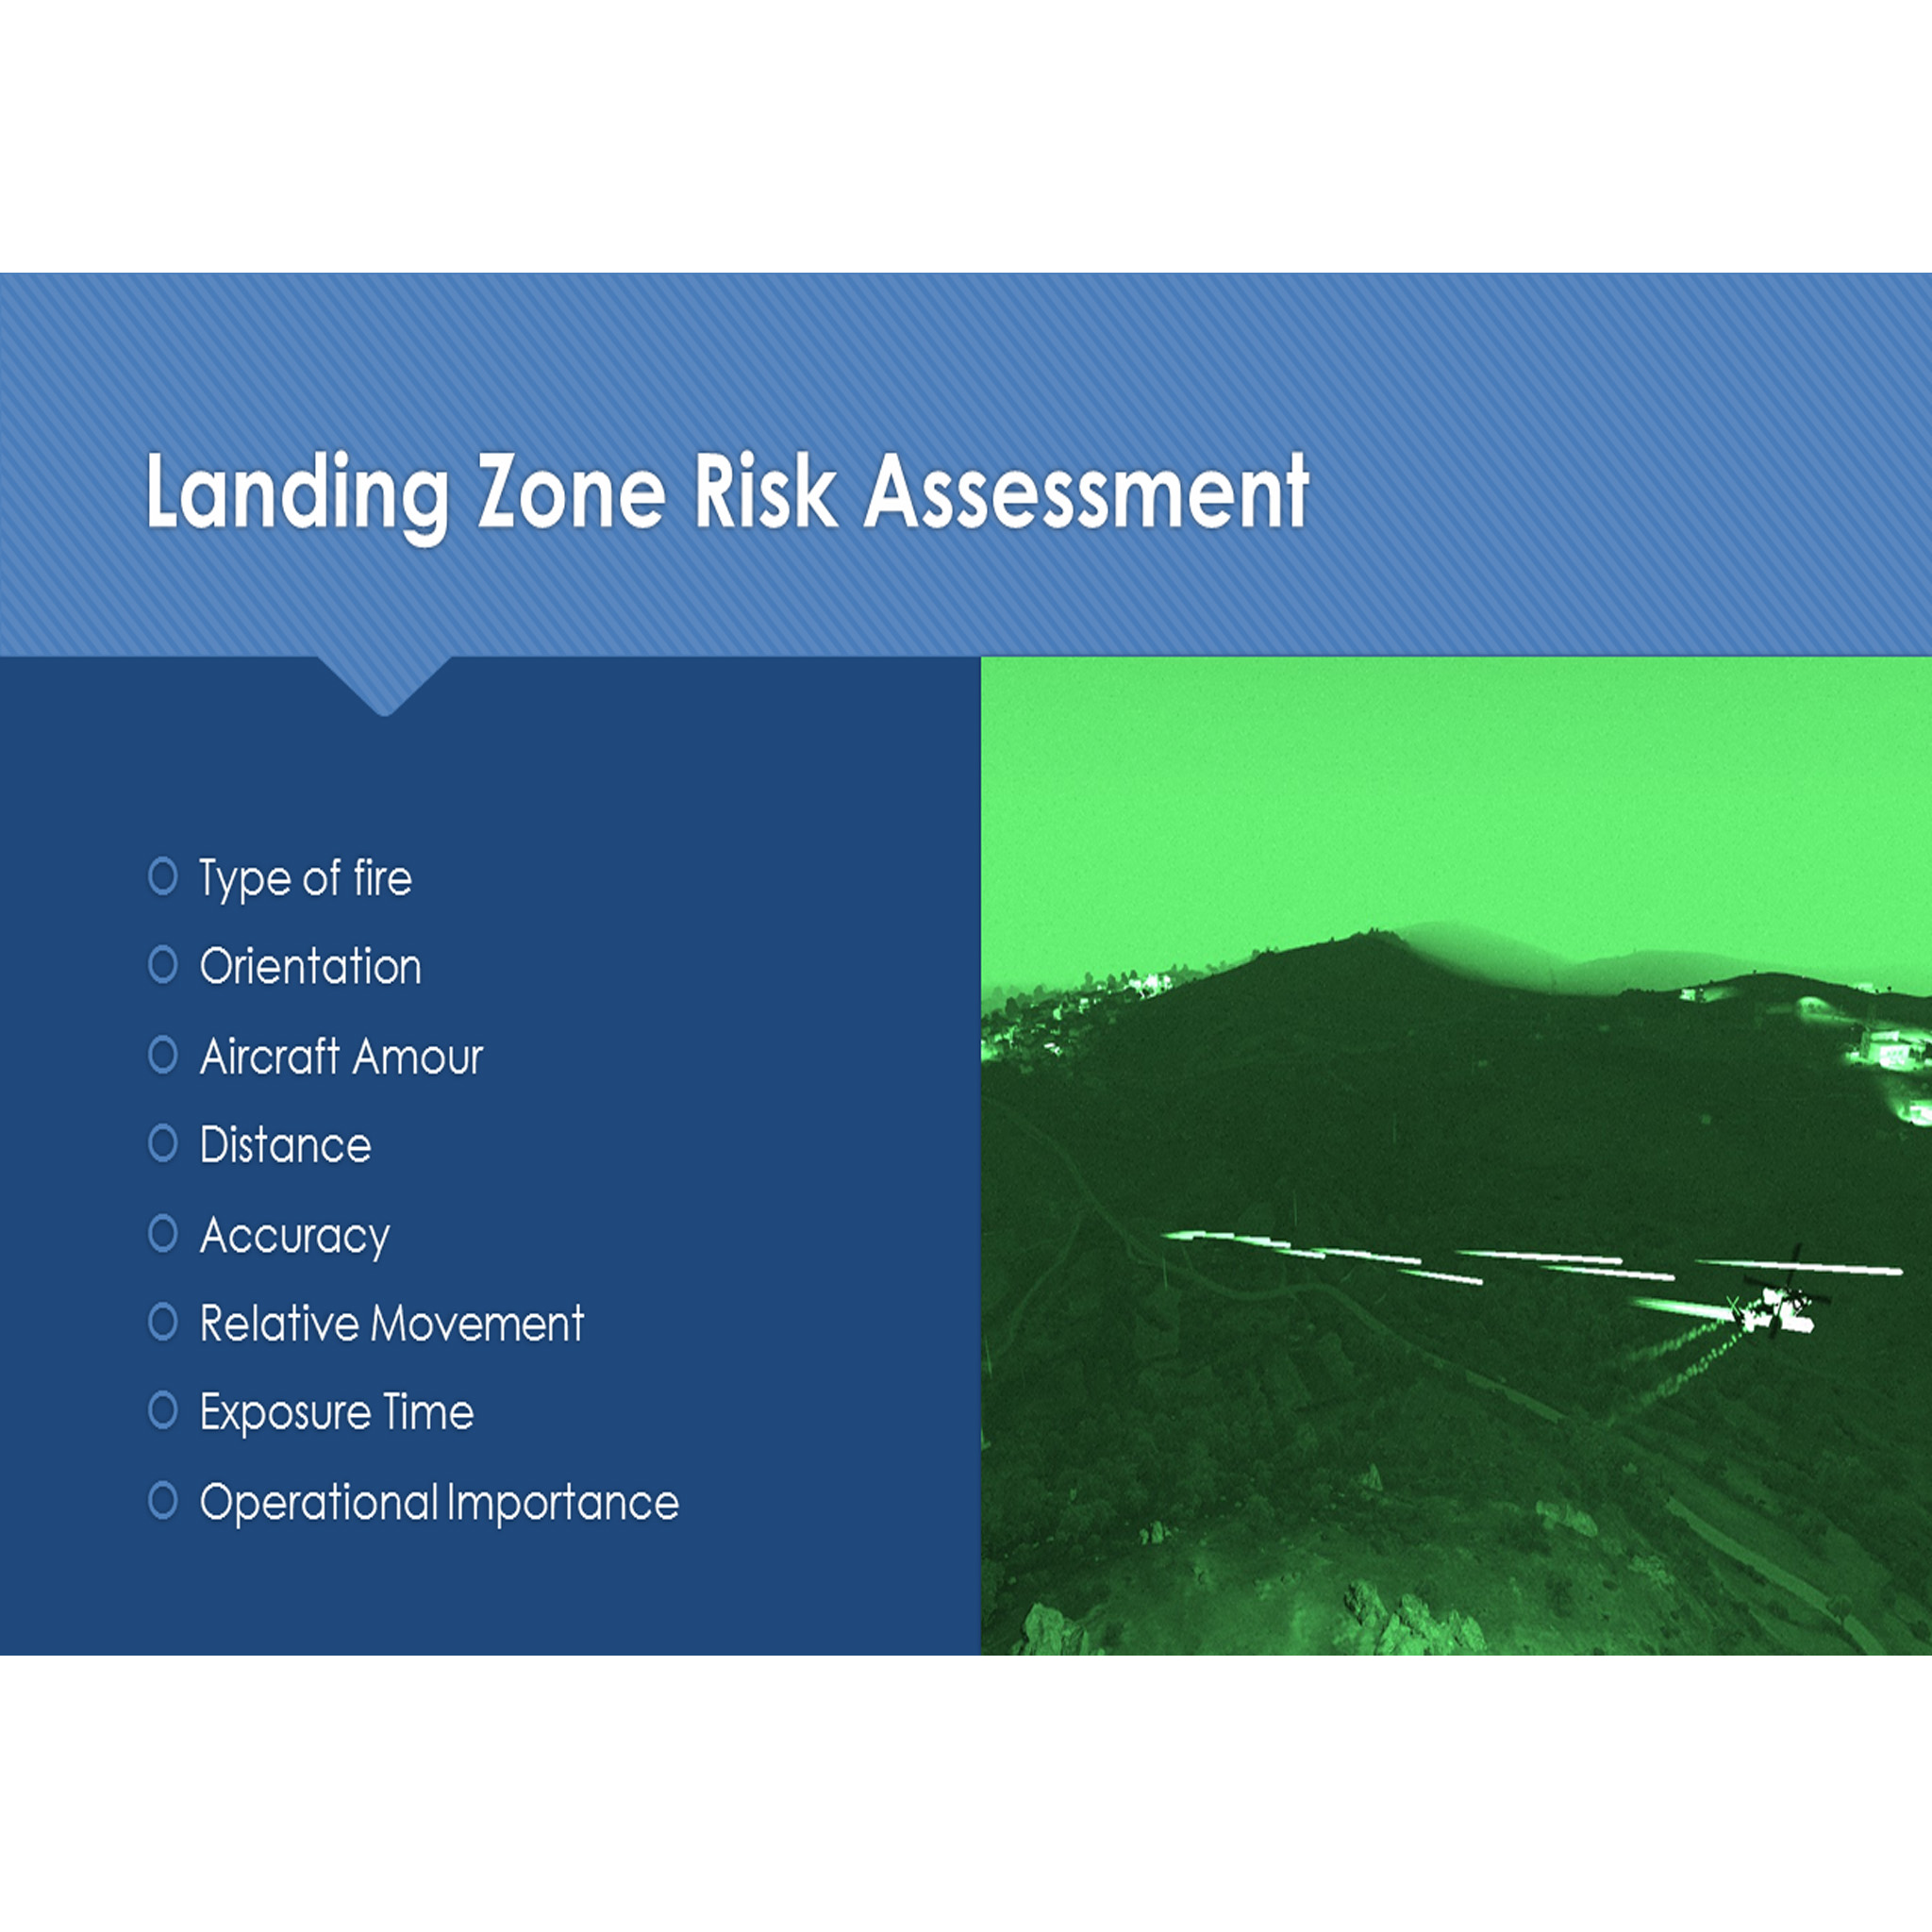 Landing Zone Risk Assessment
Type of fire
Orientation
Aircraft Amour
Distance
Accuracy
Relative Movement
Exposure Time
Operational Importance